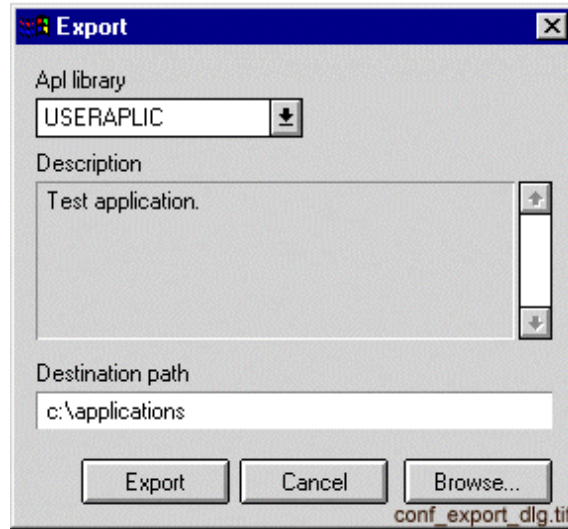 Export
Apl library
USERAPLIC
Description
Test application.
Destination path
c:\applications
Export Cancel Browse...
conf_export_dlg.tif